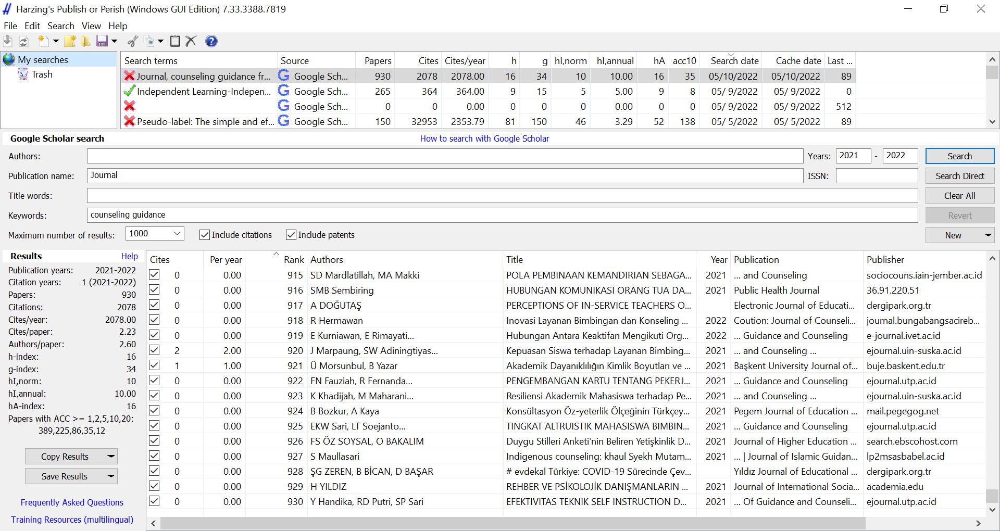 Harzing's Publish or Perish (Windows GUI Edition) 7.33.3388.7819
File Edit Search View Help
My searches
Trash
Search terms Source Papers Cites Cites/year h g hI,norm hI,annual hA acc10 Search date Cache date Last ...
Journal, counseling guidance fr... Google Sch... 930 2078 2078.00 16 34 10 10.00 16 35 05/10/2022 05/10/2022 89
Independent Learning-Indepen... Google Sch... 265 364 364.00 9 15 5 5.00 9 8 05/ 9/2022 05/ 9/2022 0
Google Sch... 0 0 0.00 0 0 0 0.00 0 0 05/ 9/2022 05/ 9/2022 512
Pseudo-label: The simple and ef... Google Sch... 150 32953 2353.79 81 150 46 3.29 52 138 05/ 5/2022 05/ 5/2022 89
Google Scholar search How to search with Google Scholar
Authors: Years: 2021 - 2022 Search
Publication name: Journal ISSN: Search Direct
Title words: Clear All
Keywords: counseling guidance Revert
Maximum number of results: 1000 Include citations Include patents New
Results Help
Publication years: 2021-2022
Citation years: 1 (2021-2022)
Papers: 930
Citations: 2078
Cites/year: 2078.00
Cites/paper: 2.23
Authors/paper: 2.60
h-index: 16
g-index: 34
hI,norm: 10
hI,annual: 10.00
hA-index: 16
Papers with ACC >= 1,2,5,10,20:
389,225,86,35,12
Copy Results
Save Results
Frequently Asked Questions
Training Resources (multilingual)
Cites Per year Rank Authors Title Year Publication Publisher
0 0.00 915 SD Mardlatillah, MA Makki POLA PEMBINAAN KEMANDIRIAN SEBAGA... 2021 ... and Counseling sociocouns.iain-jember.ac.id
0 0.00 916 SMB Sembiring HUBUNGAN KOMUNIKASI ORANG TUA DA... 2021 Public Health Journal 36.91.220.51
0 0.00 917 A DOĞUTAŞ PERCEPTIONS OF IN-SERVICE TEACHERS O... Electronic Journal of Educati... dergipark.org.tr
0 0.00 918 R Hermawan Inovasi Layanan Bimbingan dan Konseling ... 2022 Coution: Journal of Counseli... journal.bungabangsacireb...
0 0.00 919 E Kurniawan, E Rimayati... Hubungan Antara Keaktifan Mengikuti Org... 2022 ... Guidance and Counseling e-journal.ivet.ac.id
2 2.00 920 J Marpaung, SW Adiningtiyas... Kepuasan Siswa terhadap Layanan Bimbing... 2021 ... and Counseling ... ejournal.uin-suska.ac.id
1 1.00 921 Ü Morsunbul, B Yazar Akademik Dayanıklılığın Kimlik Boyutları ve ... 2021 Başkent University Journal of... buje.baskent.edu.tr
0 0.00 922 FN Fauziah, R Fernanda... PENGEMBANGAN KARTU TENTANG PEKERJ... 2021 ... Guidance and Counseling ejournal.utp.ac.id
0 0.00 923 K Khadijah, M Maharani... Resiliensi Akademik Mahasiswa terhadap Pe... 2021 ... and Counseling ... ejournal.uin-suska.ac.id
0 0.00 924 B Bozkur, A Kaya Konsültasyon Öz-yeterlik Ölçeğinin Türkçey... 2021 Pegem Journal of Education ... mail.pegegog.net
0 0.00 925 EKW Sari, LT Soejanto... TINGKAT ALTRUISTIK MAHASISWA BIMBIN... 2021 ... Guidance and Counseling ejournal.utp.ac.id
0 0.00 926 FS ÖZ SOYSAL, O BAKALIM Duygu Stilleri Anketi'nin Beliren Yetişkinlik D... 2021 Journal of Higher Education ... search.ebscohost.com
0 0.00 927 S Maullasari Indigenous counseling: khaul Syekh Mutam... 2021 ... | Journal of Islamic Guidan... lp2msasbabel.ac.id
0 0.00 928 ŞG ZEREN, B BİCAN, D BAŞAR # evdekal Türkiye: COVID-19 Sürecinde Çev... Yıldız Journal of Educational ... dergipark.org.tr
0 0.00 929 H YILDIZ REHBER VE PSİKOLOJİK DANIŞMANLARIN ... 2021 Journal of International Socia... academia.edu
0 0.00 930 Y Handika, RD Putri, SP Sari EFEKTIVITAS TEKNIK SELF INSTRUCTION D... 2021 ... Of Guidance and Counseli... ejournal.utp.ac.id